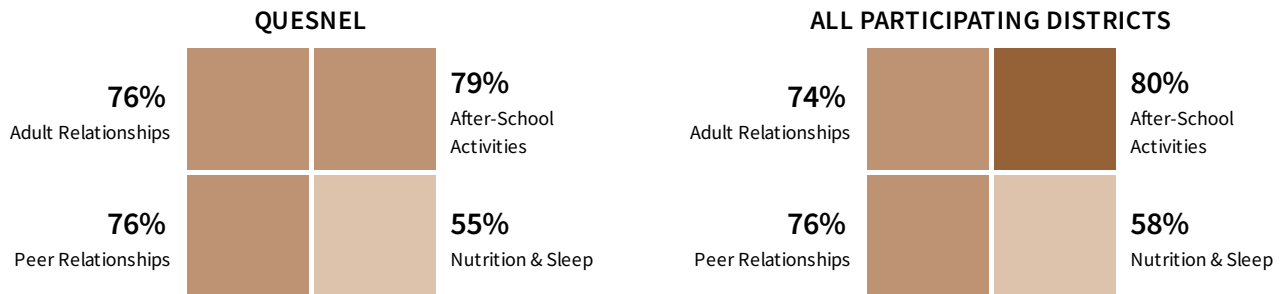 QUESNEL
76%
Adult Relationships
79%
After-School
Activities
76%
Peer Relationships
55%
Nutrition & Sleep
ALL PARTICIPATING DISTRICTS
74%
Adult Relationships
80%
After-School
Activities
76%
Peer Relationships
58%
Nutrition & Sleep